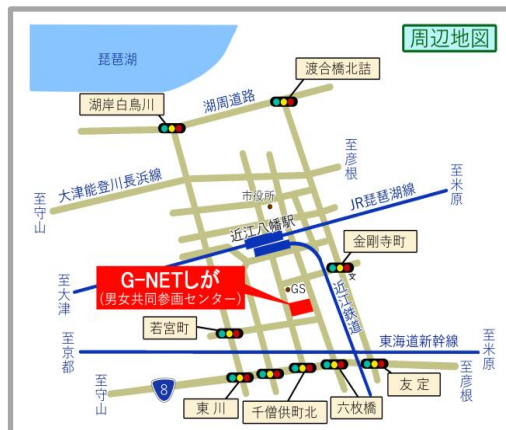 周辺地図
琵琶湖
渡合橋北詰
湖岸白鳥川
湖周道路
至彦根
大津能登川長浜線
至守山
市役所
JR琵琶湖線
至米原
近江八幡駅
金剛寺町
文
G-NETしが
(男女共同参画センター)
GS
近江鉄道
至大津
若宮町
東海道新幹線
至京都
至米原
至守山
8
東川
千僧供町北
六枚橋
友定
至彦根